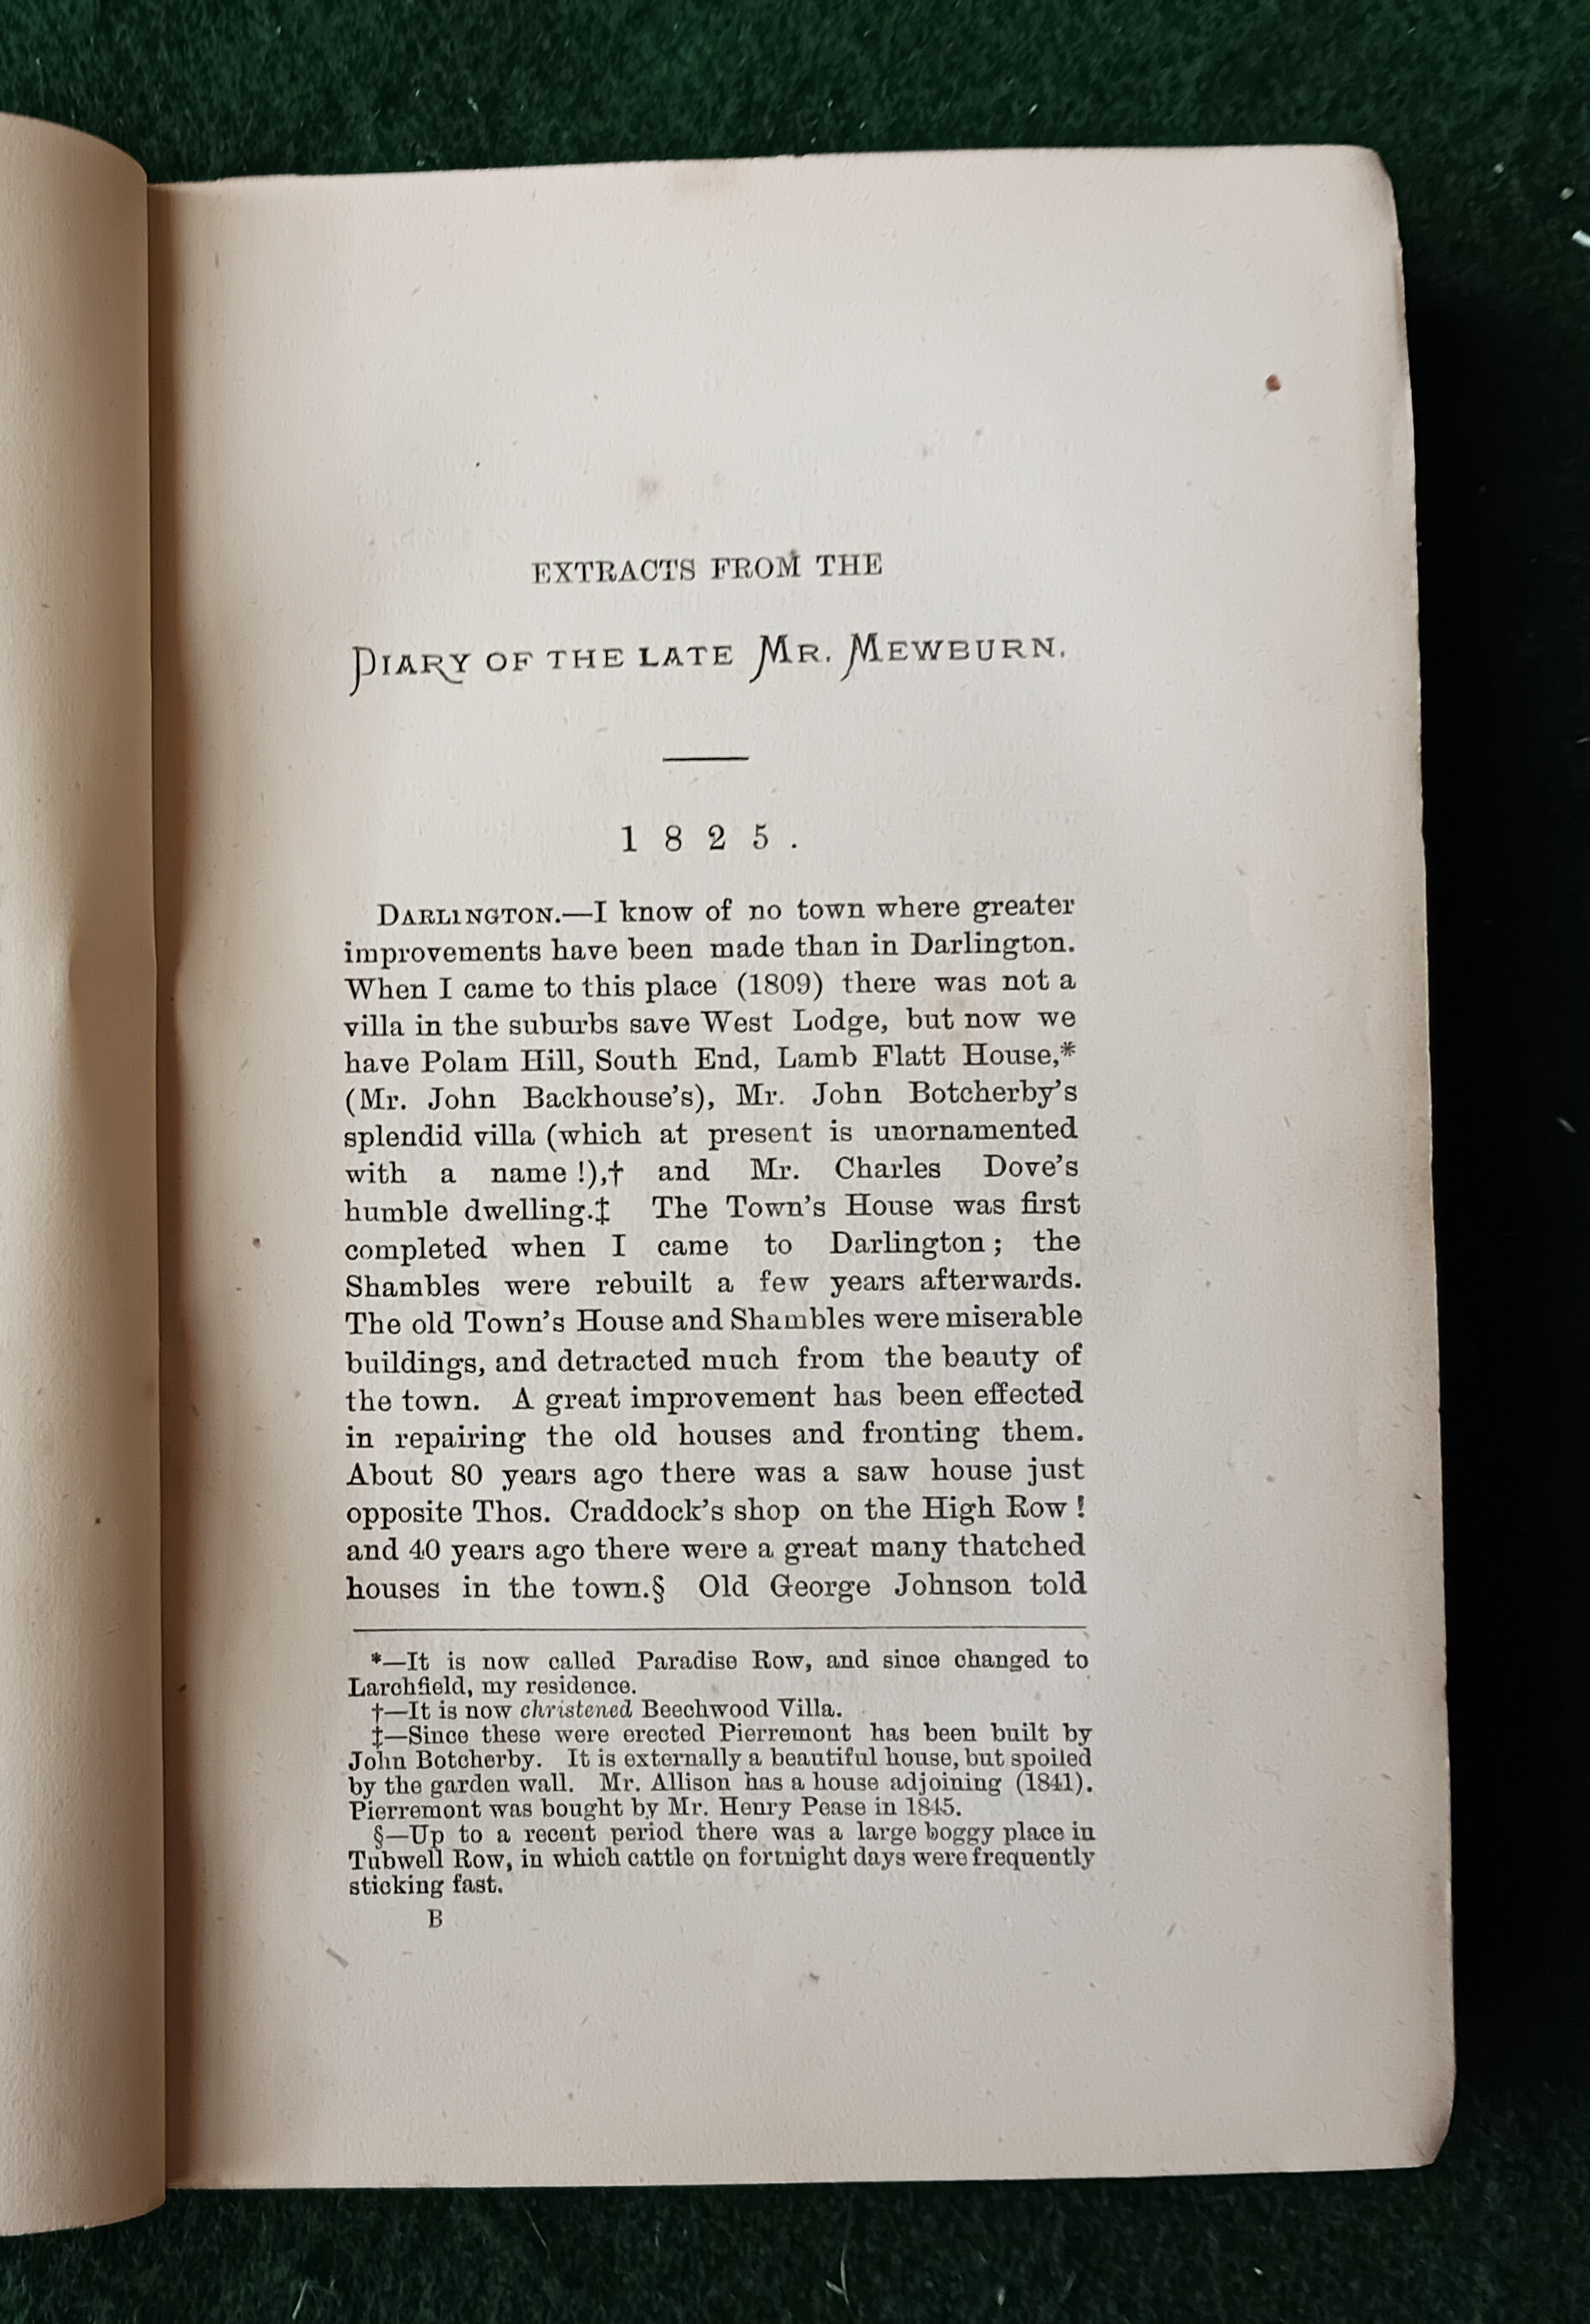 EXTRACTS FROM THE
DIARY OF THE LATE MR. MEWBURN.
1825.
DARLINGTON.—I know of no town where greater
improvements have been made than in Darlington.
When I came to this place (1809) there was not a
villa in the suburbs save West Lodge, but now we
have Polam Hill, South End, Lamb Flatt House,*
(Mr. John Backhouse's), Mr. John Botcherby's
splendid villa (which at present is unornamented
with a name!),† and Mr. Charles Dove's
humble dwelling.‡ The Town's House was first
completed when I came to Darlington; the
Shambles were rebuilt a few years afterwards.
The old Town's House and Shambles were miserable
buildings, and detracted much from the beauty of
the town. A great improvement has been effected
in repairing the old houses and fronting them.
About 80 years ago there was a saw house just
opposite Thos. Craddock's shop on the High Row!
and 40 years ago there were a great many thatched
houses in the town.§ Old George Johnson told
*—It is now called Paradise Row, and since changed to
Larchfield, my residence.
†—It is now christened Beechwood Villa.
‡—Since these were erected Pierremont has been built by
John Botcherby. It is externally a beautiful house, but spoiled
by the garden wall. Mr. Allison has a house adjoining (1841).
Pierremont was bought by Mr. Henry Pease in 1845.
§—Up to a recent period there was a large boggy place in
Tubwell Row, in which cattle on fortnight days were frequently
sticking fast.
B